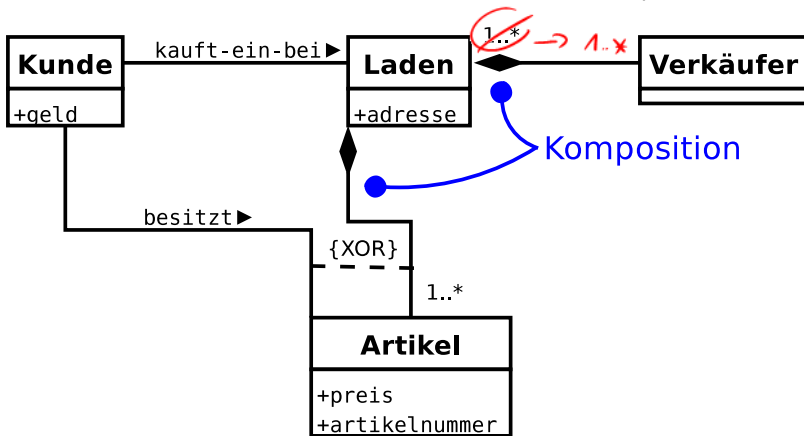 1..* → 1..*
kauft-ein-bei▶
Kunde
Laden
Verkäufer
+geld
+adresse
Komposition
besitzt▶
{XOR}
1..*
Artikel
+preis
+artikelnummer